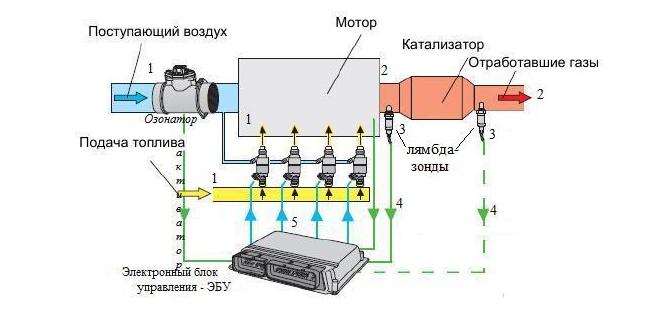 Поступающий воздух
Мотор
Катализатор
Отработавшие газы
1
2
2
Озонатор
1
3
лямбда-
зонды
3
Подача топлива
активатор
1
4
4
5
Электронный блок
управления - ЭБУ